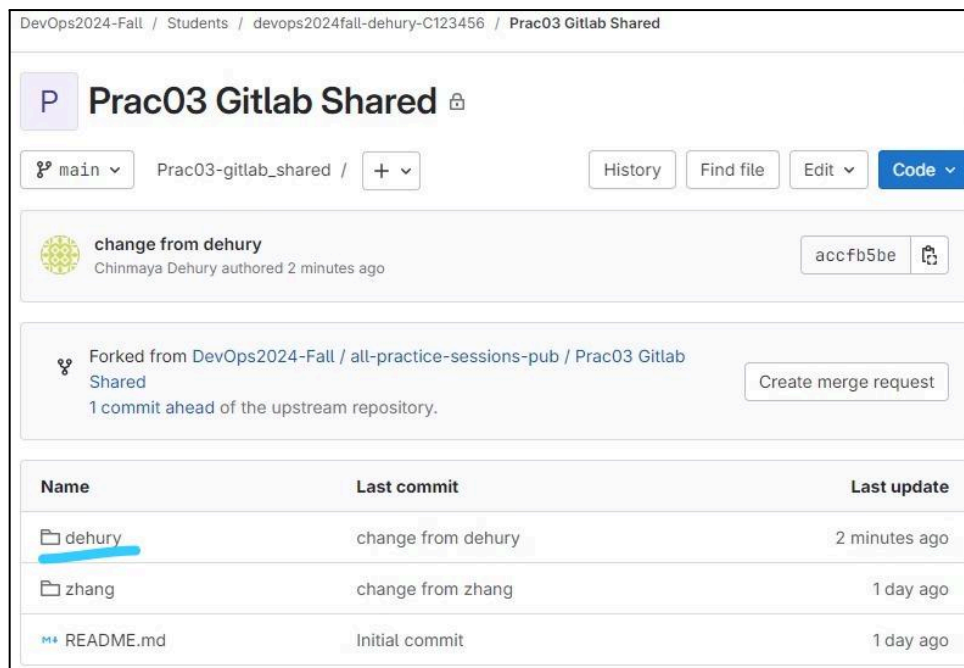 DevOps2024-Fall / Students / devops2024fall-dehury-C123456 / Prac03 Gitlab Shared
P Prac03 Gitlab Shared
main Prac03-gitlab_shared / + History Find file Edit Code
change from dehury
Chinmaya Dehury authored 2 minutes ago
accfb5be
Forked from DevOps2024-Fall / all-practice-sessions-pub / Prac03 Gitlab
Shared
1 commit ahead of the upstream repository.
Create merge request
Name Last commit Last update
dehury change from dehury 2 minutes ago
zhang change from zhang 1 day ago
M README.md Initial commit 1 day ago